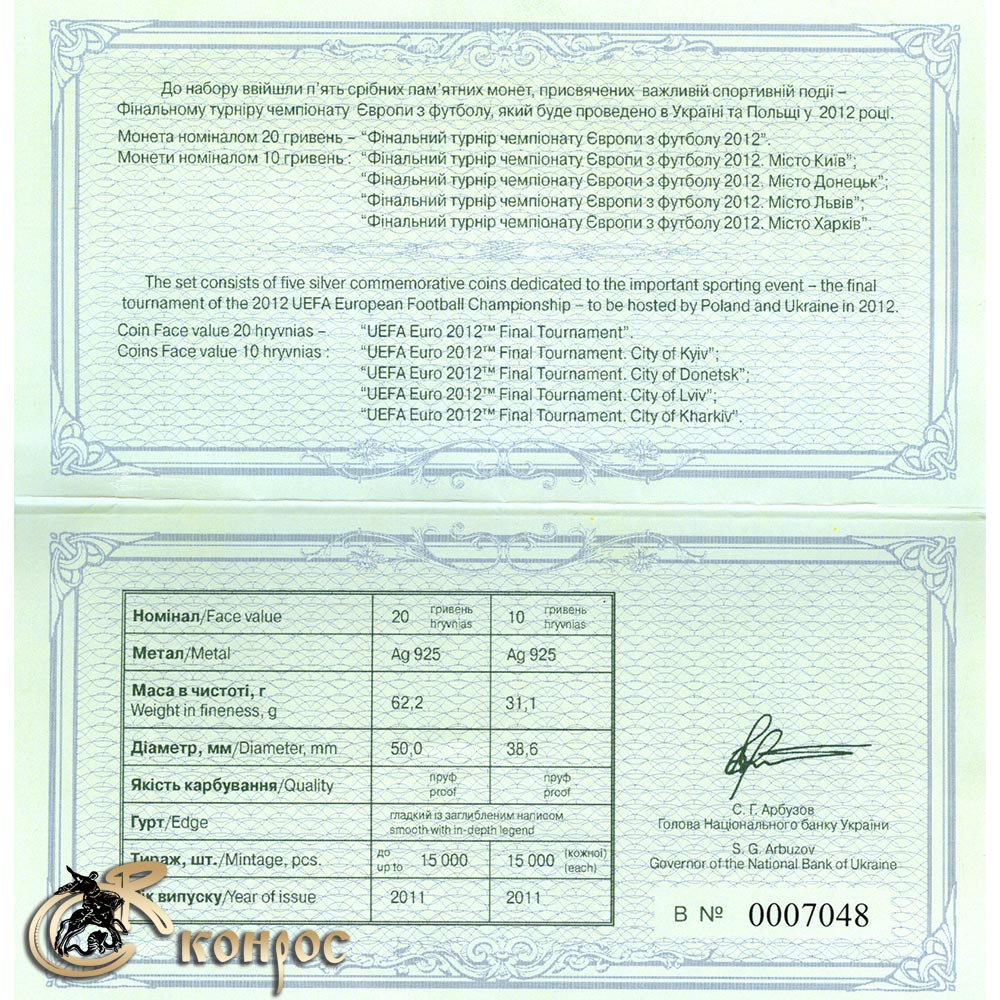 До набору ввійшли п'ять срібних пам'ятних монет, присвячених важливій спортивній події –
Фінальному турніру чемпіонату Європи з футболу, який буде проведено в Україні та Польщі у 2012 році.
Монета номіналом 20 гривень – "Фінальний турнір чемпіонату Європи з футболу 2012".
Монети номіналом 10 гривень : "Фінальний турнір чемпіонату Європи з футболу 2012. Місто Київ";
"Фінальний турнір чемпіонату Європи з футболу 2012. Місто Донецьк";
"Фінальний турнір чемпіонату Європи з футболу 2012. Місто Львів";
"Фінальний турнір чемпіонату Європи з футболу 2012. Місто Харків".
The set consists of five silver commemorative coins dedicated to the important sporting event – the final
tournament of the 2012 UEFA European Football Championship – to be hosted by Poland and Ukraine in 2012.
Coin Face value 20 hryvnias – "UEFA Euro 2012™ Final Tournament".
Coins Face value 10 hryvnias : "UEFA Euro 2012™ Final Tournament. City of Kyiv";
"UEFA Euro 2012™ Final Tournament. City of Donetsk";
"UEFA Euro 2012™ Final Tournament. City of Lviv";
"UEFA Euro 2012™ Final Tournament. City of Kharkiv".
Номінал/Face value 20 гривень hryvnias 10 гривень hryvnias
Метал/Metal Ag 925 Ag 925
Маса в чистоті, г
Weight in fineness, g 62,2 31,1
Діаметр, мм/Diameter, mm 50,0 38,6
Якість карбування/Quality пруф proof пруф proof
Гурт/Edge гладкий із заглибленим написом
smooth with in-depth legend
Тираж, шт./Mintage, pcs. до up to 15 000 15 000 (кожної) (each)
ік випуску/Year of issue 2011 2011
С. Г. Арбузов
Голова Національного банку України
S. G. Arbuzov
Governor of the National Bank of Ukraine
В № 0007048
конрос